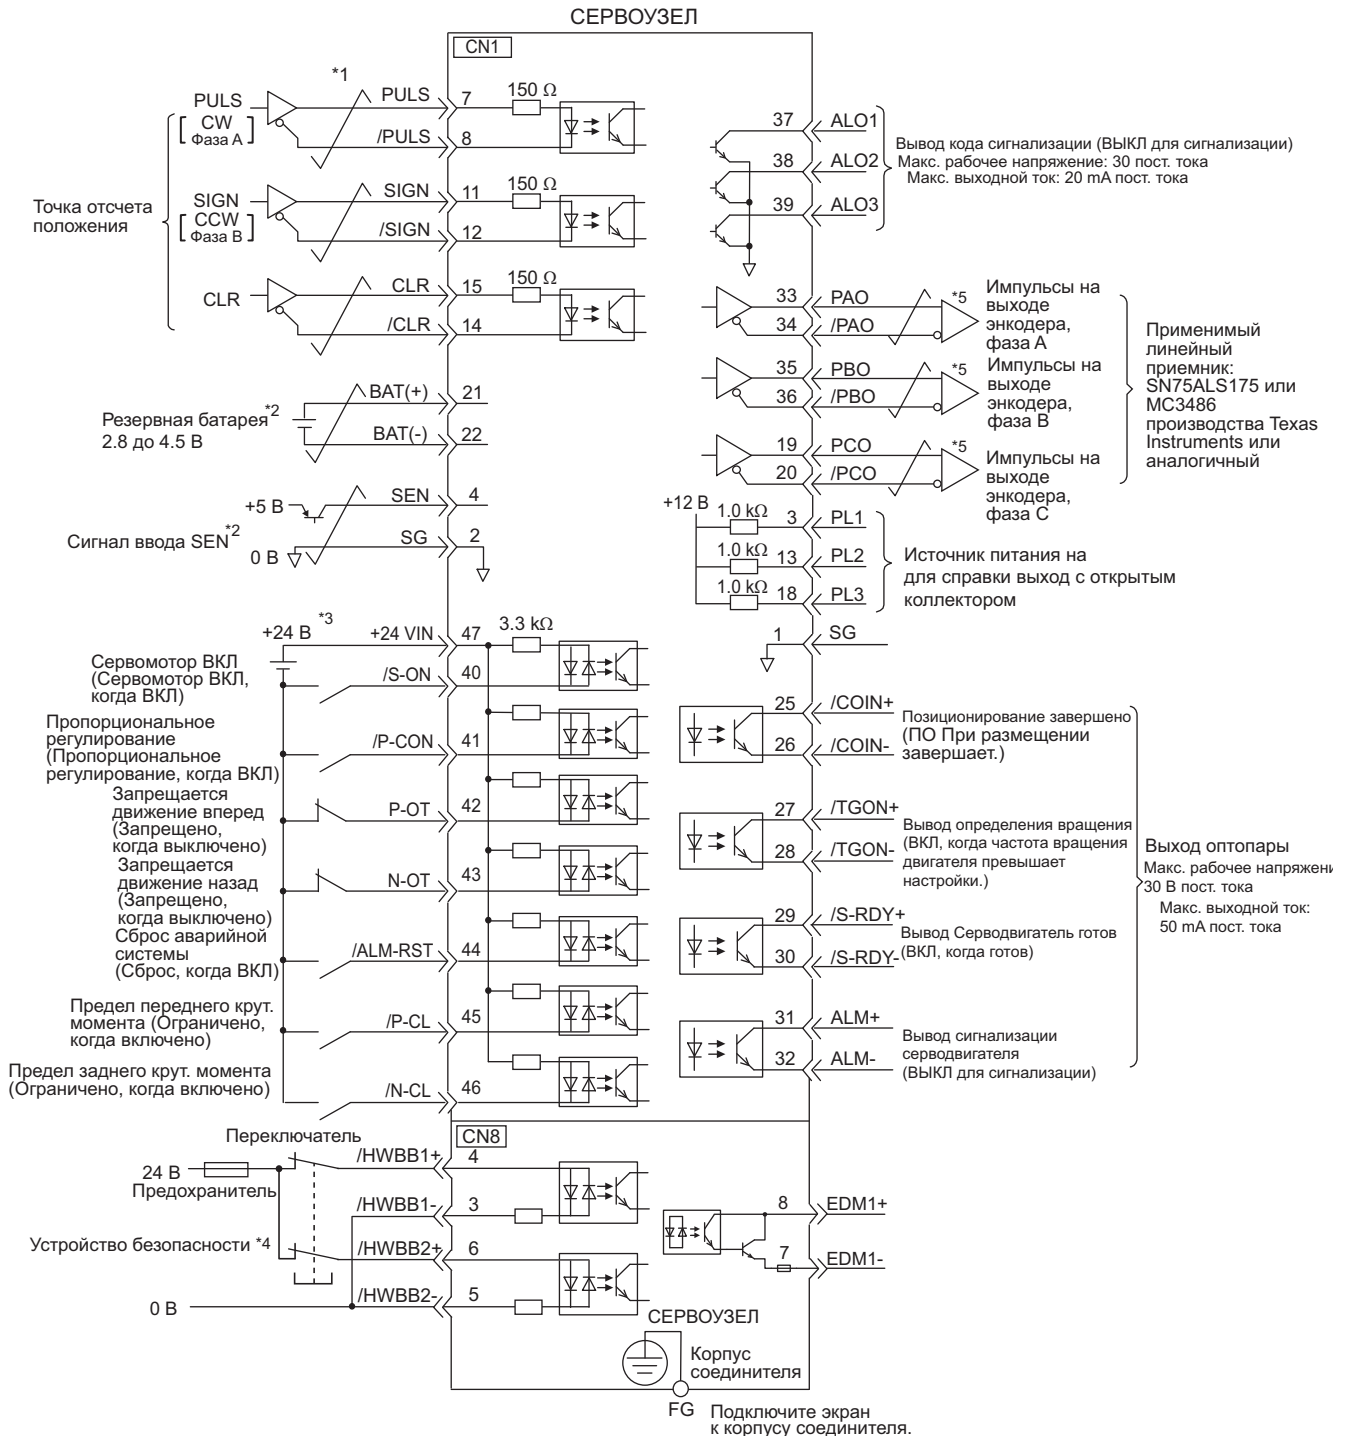 СЕРВОУЗЕЛ
CN1
*1
PULS
[ CW ]
Фаза A
PULS
7
150 Ω
/PULS
8
Точка отсчета
положения
SIGN
[ CCW ]
Фаза B
SIGN
11
150 Ω
/SIGN
12
CLR
CLR
15
150 Ω
/CLR
14
Резервная батарея*2
2.8 до 4.5 В
BAT(+)
21
BAT(-)
22
+5 В
SEN
4
Сигнал ввода SEN*2
0 В
SG
2
37
ALO1
38
ALO2
39
ALO3
Вывод кода сигнализации (ВЫКЛ для сигнализации)
Макс. рабочее напряжение: 30 пост. тока
Макс. выходной ток: 20 mA пост. тока
33
PAO
34
/PAO
*5
Импульсы на
выходе
энкодера,
фаза A
35
PBO
36
/PBO
*5
Импульсы на
выходе
энкодера,
фаза B
19
PCO
20
/PCO
*5
Импульсы на
выходе
энкодера,
фаза C
Применимый
линейный
приемник:
SN75ALS175 или
MC3486
производства Texas
Instruments или
аналогичный
+12 В
1.0 kΩ
3
PL1
1.0 kΩ
13
PL2
1.0 kΩ
18
PL3
Источник питания на
для справки выход с открытым
коллектором
1
SG
*3
+24 В
+24 VIN
47
3.3 kΩ
Сервомотор ВКЛ
(Сервомотор ВКЛ,
когда ВКЛ)
/S-ON
40
Пропорциональное
регулирование
(Пропорциональное
регулирование, когда ВКЛ)
/P-CON
41
Запрещается
движение вперед
(Запрещено,
когда выключено)
P-OT
42
Запрещается
движение назад
(Запрещено,
когда выключено)
N-OT
43
Сброс аварийной
системы
(Сброс, когда ВКЛ)
/ALM-RST
44
Предел переднего крут.
момента (Ограничено,
когда включено)
/P-CL
45
Предел заднего крут. момента
(Ограничено, когда включено)
/N-CL
46
25
/COIN+
26
/COIN-
Позиционирование завершено
(ПО При размещении
завершает.)
27
/TGON+
28
/TGON-
Вывод определения вращения
(ВКЛ, когда частота вращения
двигателя превышает
настройки.)
29
/S-RDY+
30
/S-RDY-
Вывод Серводвигатель готов
(ВКЛ, когда готов)
31
ALM+
32
ALM-
Вывод сигнализации
серводвигателя
(ВЫКЛ для сигнализации)
Выход оптопары
Макс. рабочее напряжени
30 В пост. тока
Макс. выходной ток:
50 mA пост. тока
CN8
Переключатель
24 В
Предохранитель
/HWBB1+
4
/HWBB1-
3
Устройство безопасности *4
/HWBB2+
6
/HWBB2-
5
0 В
8
EDM1+
7
EDM1-
СЕРВОУЗЕЛ
Корпус
соединителя
FG
Подключите экран
к корпусу соединителя.